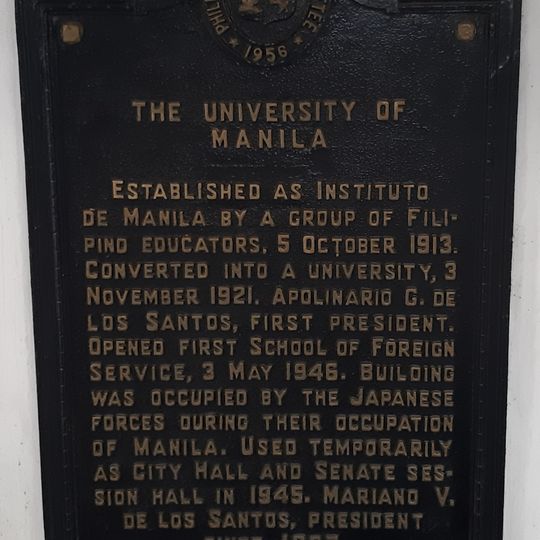 1956
THE UNIVERSITY OF
MANILA
ESTABLISHED AS INSTITUTO
DE MANILA BY A GROUP OF FILI-
PINO EDUCATORS, 5 OCTOBER 1913.
CONVERTED INTO A UNIVERSITY, 3
NOVEMBER 1921. APOLINARIO G. DE
LOS SANTOS, FIRST PRESIDENT.
OPENED FIRST SCHOOL OF FOREIGN
SERVICE, 3 MAY 1946. BUILDING
WAS OCCUPIED BY THE JAPANESE
FORCES DURING THEIR OCCUPATION
OF MANILA. USED TEMPORARILY
AS CITY HALL AND SENATE SES-
SION HALL IN 1945. MARIANO V.
DE LOS SANTOS, PRESIDENT